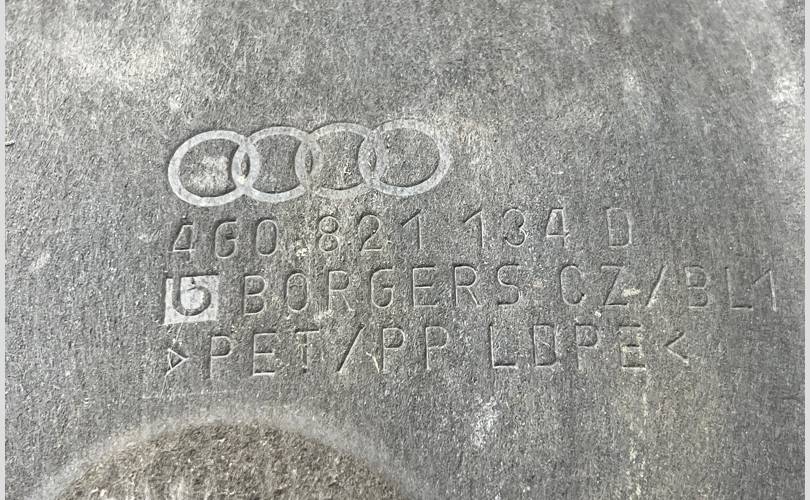 4G0 821 134 D
BORGERS CZ/BL1
>PET/PP LDPE<